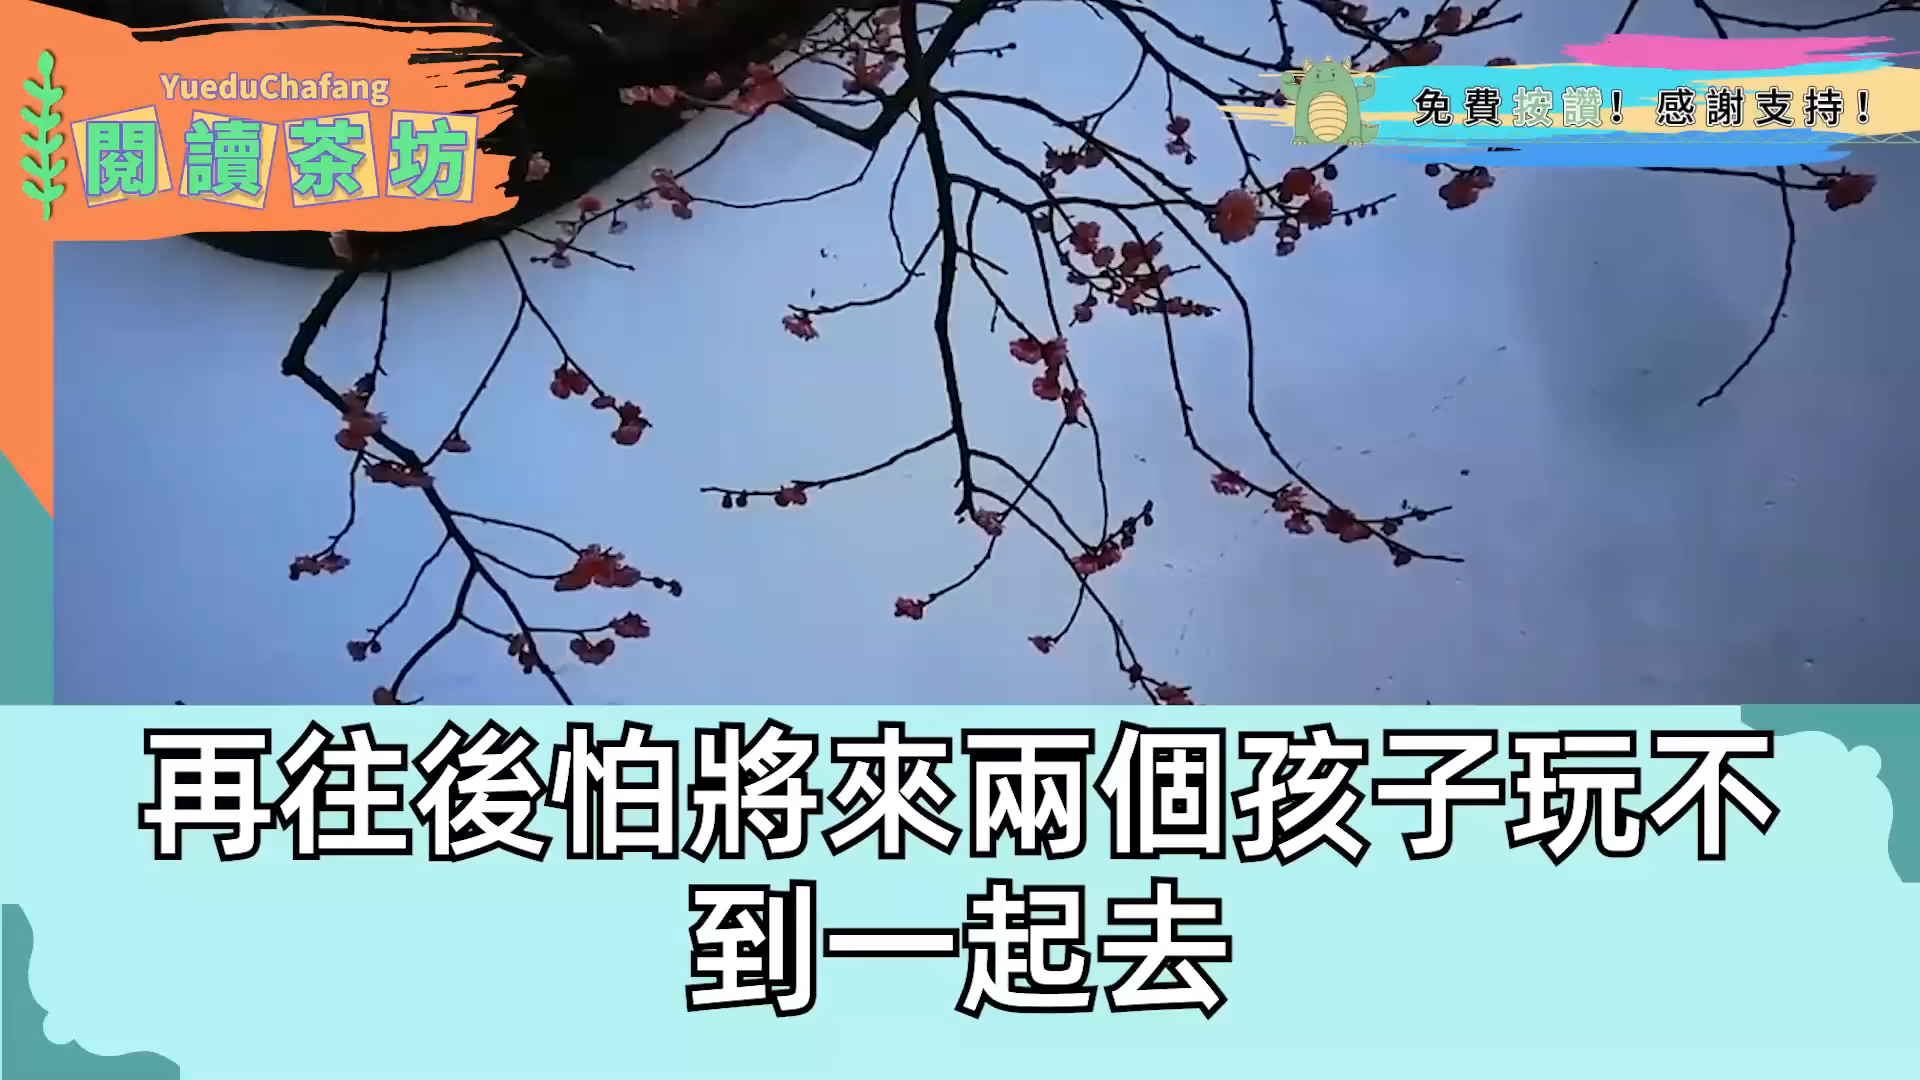 YueduChafang
閱讀茶坊
免費按讚！感謝支持！
再往後怕將來兩個孩子玩不
到一起去